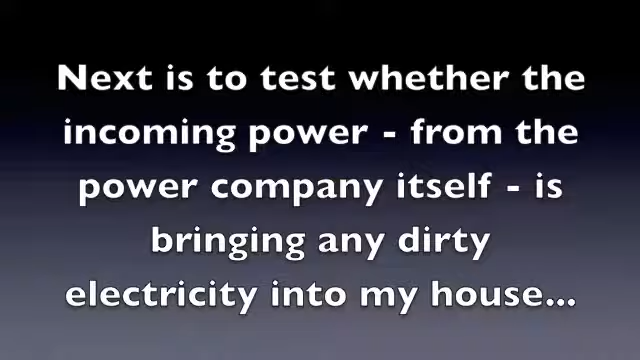 Next is to test whether the
incoming power - from the
power company itself - is
bringing any dirty
electricity into my house...